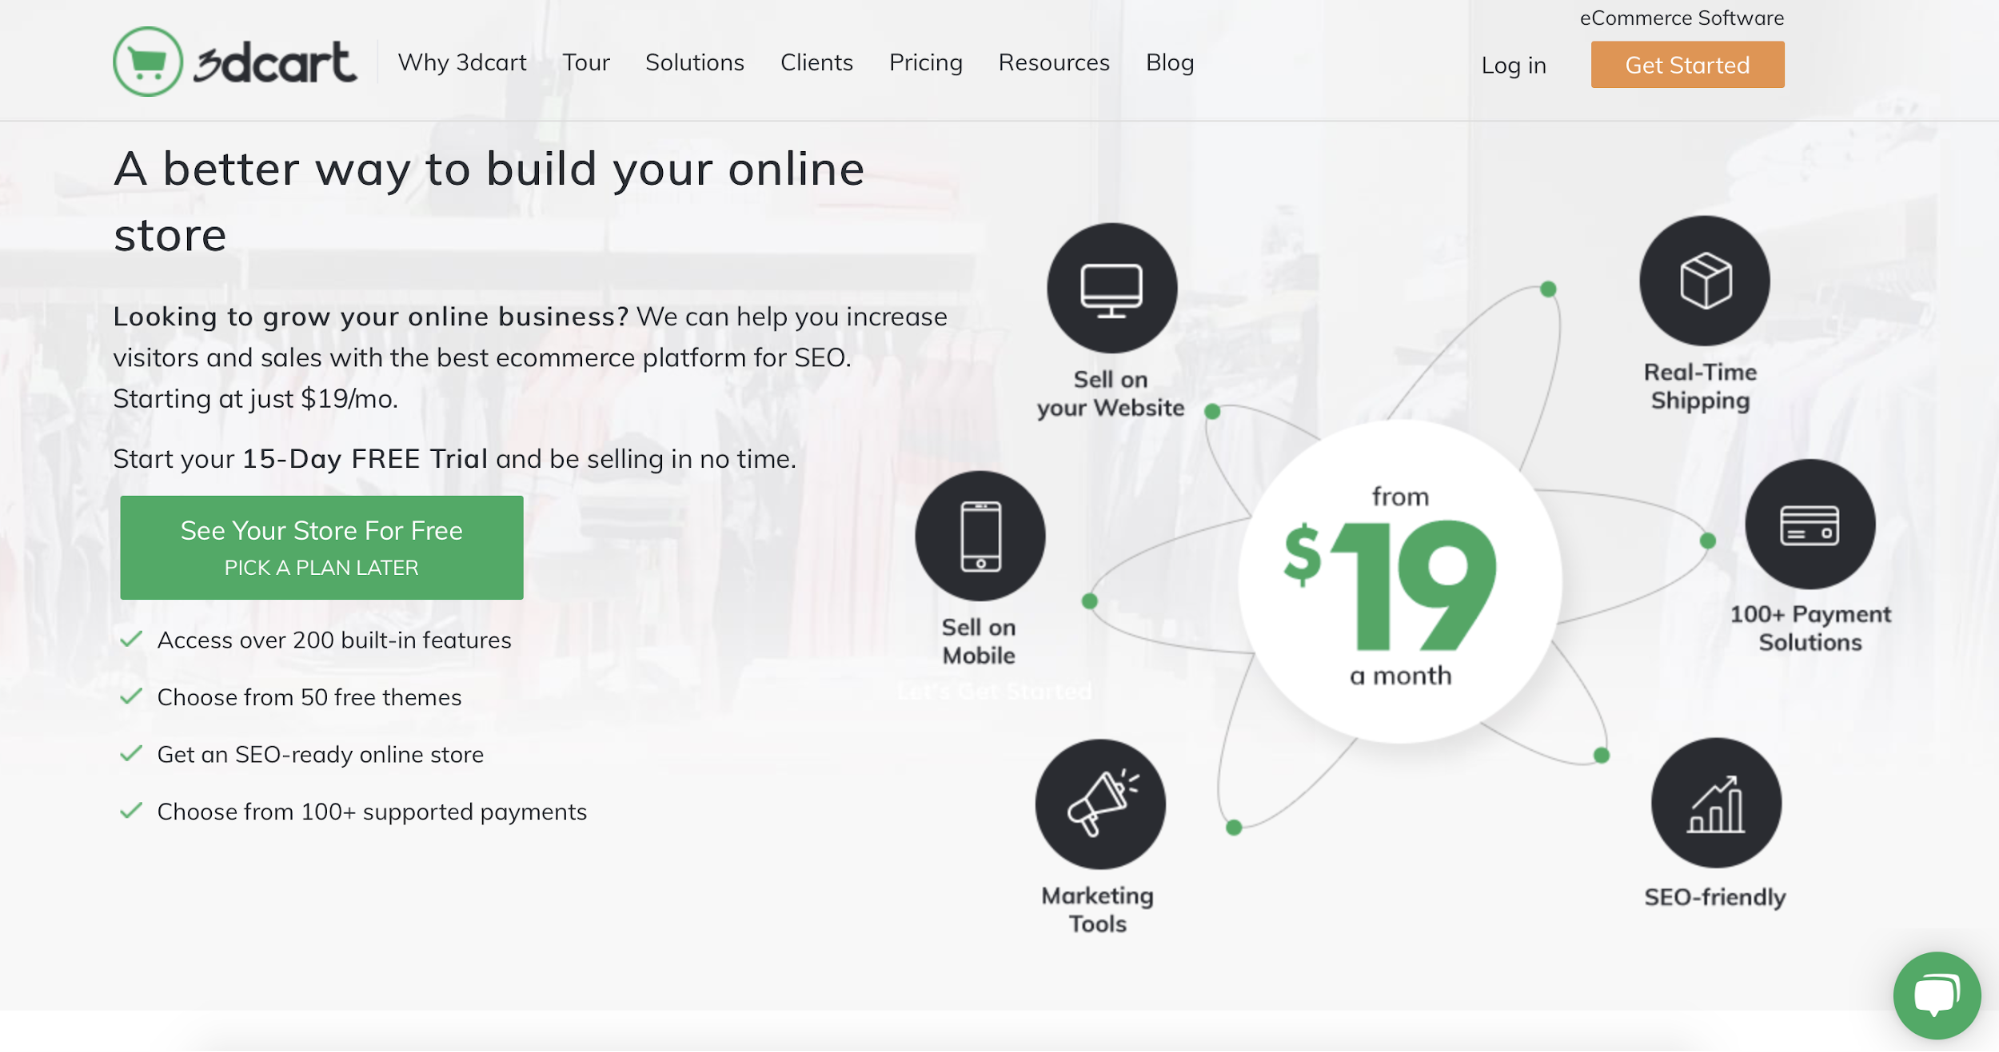 eCommerce Software
3dcart
Why 3dcart
Tour
Solutions
Clients
Pricing
Resources
Blog
Log in
Get Started
A better way to build your online
store
Looking to grow your online business? We can help you increase
visitors and sales with the best ecommerce platform for SEO.
Starting at just $19/mo.
Start your 15-Day FREE Trial and be selling in no time.
See Your Store For Free
PICK A PLAN LATER
Access over 200 built-in features
Choose from 50 free themes
Get an SEO-ready online store
Choose from 100+ supported payments
Sell on
your Website
Real-Time
Shipping
Sell on
Mobile
Let's Get Started
from
$19
a month
100+ Payment
Solutions
Marketing
Tools
SEO-friendly